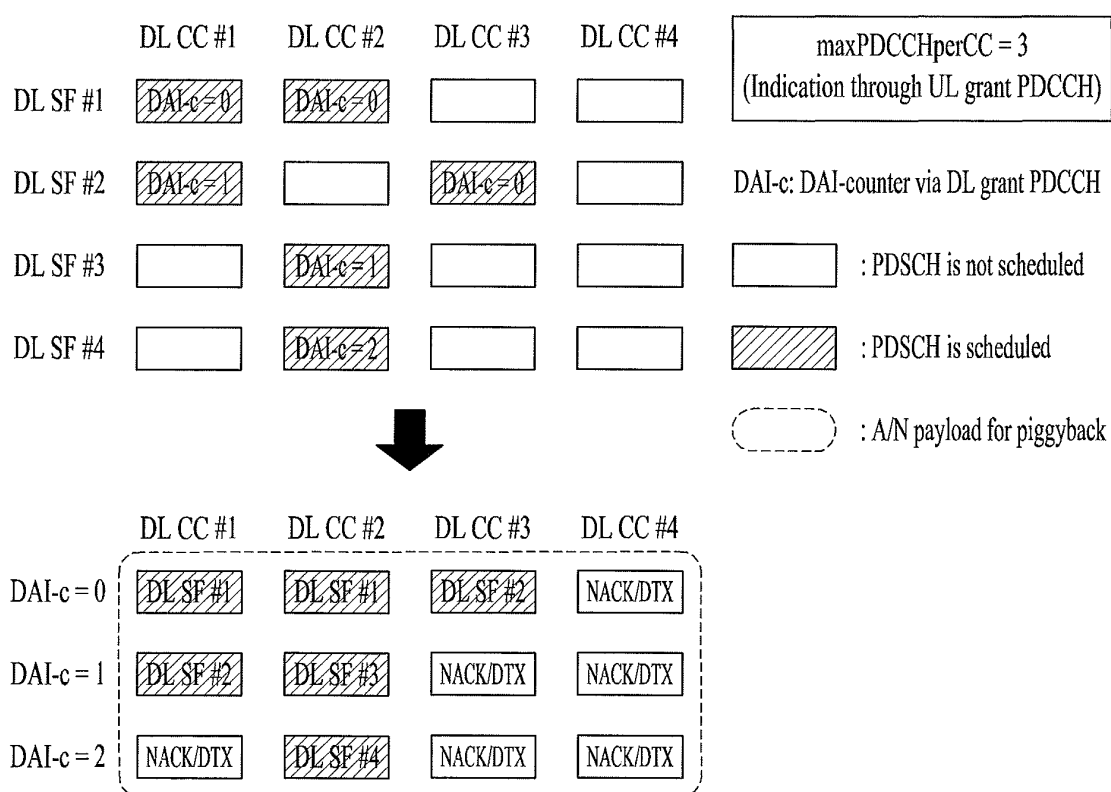 DL CC #1 DL CC #2 DL CC #3 DL CC #4
maxPDCCHperCC = 3
(Indication through UL grant PDCCH)
DL SF #1 DAI-c = 0 DAI-c = 0
DL SF #2 DAI-c = 1 DAI-c = 0
DAI-c: DAI-counter via DL grant PDCCH
DL SF #3 DAI-c = 1
: PDSCH is not scheduled
DL SF #4 DAI-c = 2
: PDSCH is scheduled
: A/N payload for piggyback
DL CC #1 DL CC #2 DL CC #3 DL CC #4
DAI-c = 0 DL SF #1 DL SF #1 DL SF #2 NACK/DTX
DAI-c = 1 DL SF #2 DL SF #3 NACK/DTX NACK/DTX
DAI-c = 2 NACK/DTX DL SF #4 NACK/DTX NACK/DTX